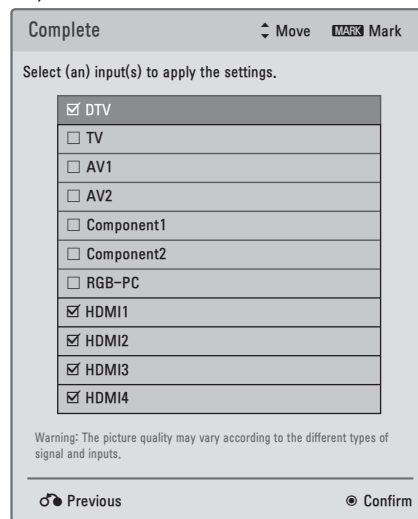 Complete Move MARK Mark
Select (an) input(s) to apply the settings.
☑ DTV
☐ TV
☐ AV1
☐ AV2
☐ Component1
☐ Component2
☐ RGB-PC
☑ HDMI1
☑ HDMI2
☑ HDMI3
☑ HDMI4
Warning: The picture quality may vary according to the different types of
signal and inputs.
Previous ◉ Confirm